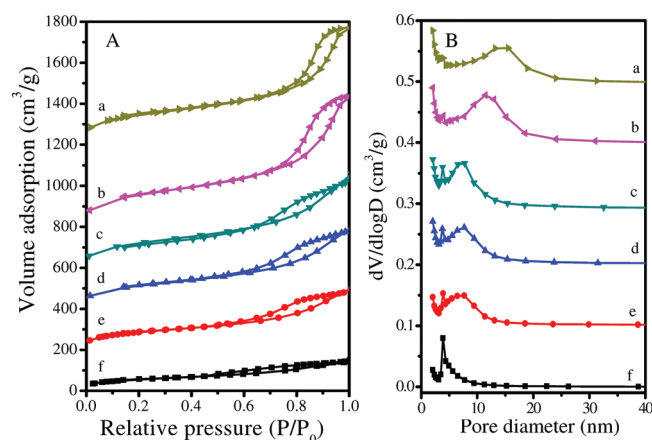 A
B
Volume adsorption (cm³/g)
1800
1600
1400
1200
1000
800
600
400
200
0
a
b
c
d
e
f
0.0 0.2 0.4 0.6 0.8 1.0
Relative pressure (P/P₀)
dV/dlogD (cm³/g)
0.6
0.5
0.4
0.3
0.2
0.1
0.0
a
b
c
d
e
f
0 10 20 30 40
Pore diameter (nm)